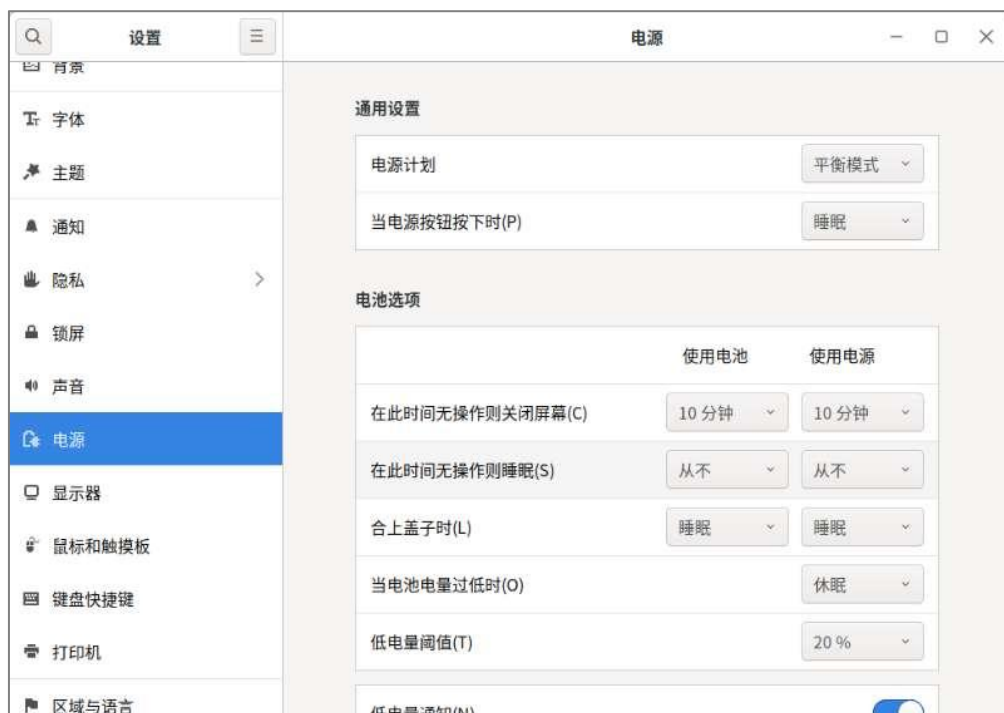 设置
电源
背景
字体
主题
通知
隐私
锁屏
声音
电源
显示器
鼠标和触摸板
键盘快捷键
打印机
区域与语言
通用设置
电源计划 平衡模式
当电源按钮按下时(P) 睡眠
电池选项
使用电池 使用电源
在此时间无操作则关闭屏幕(C) 10 分钟 10 分钟
在此时间无操作则睡眠(S) 从不 从不
合上盖子时(L) 睡眠 睡眠
当电池电量过低时(O) 休眠
低电量阈值(T) 20 %
低电量通知(N)